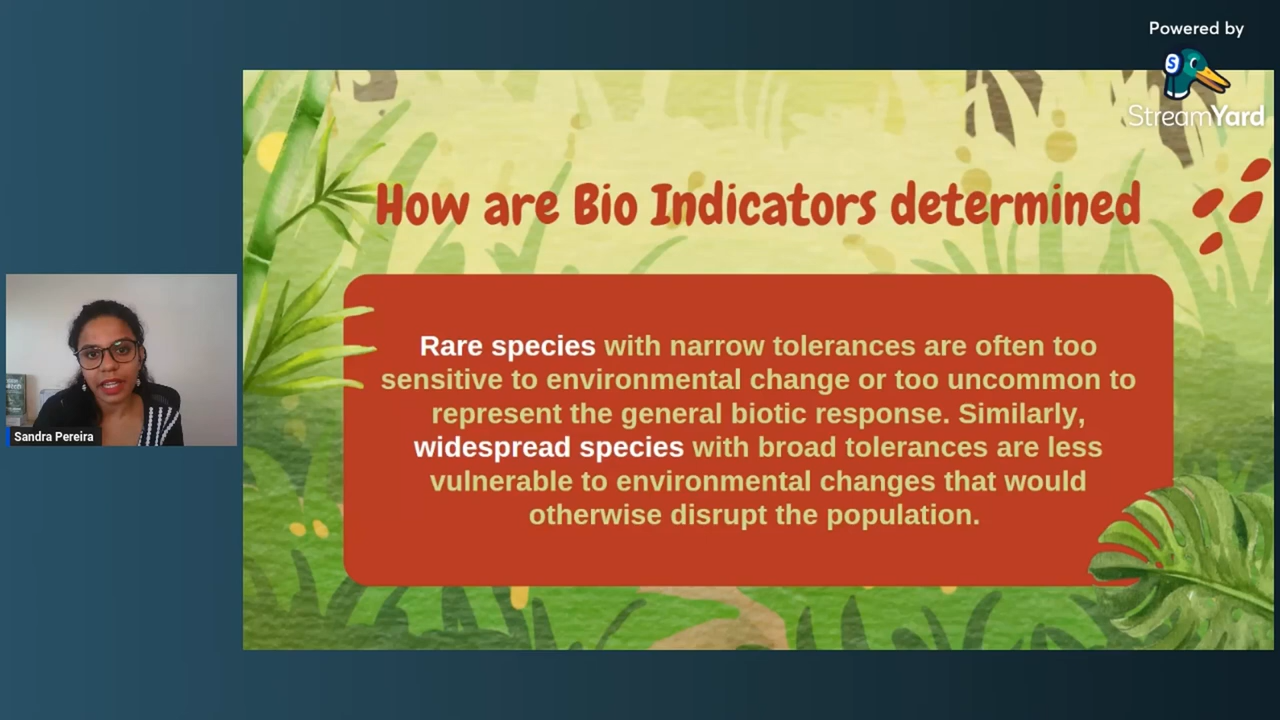 Powered by
StreamYard
How are Bio Indicators determined
Rare species with narrow tolerances are often too
sensitive to environmental change or too uncommon to
represent the general biotic response. Similarly,
widespread species with broad tolerances are less
vulnerable to environmental changes that would
otherwise disrupt the population.
Sandra Pereira